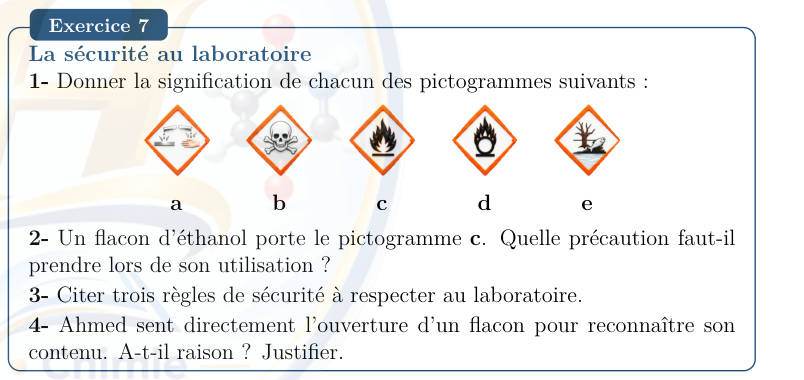 Exercice 7
La sécurité au laboratoire
1- Donner la signification de chacun des pictogrammes suivants :
a b c d e
2- Un flacon d'éthanol porte le pictogramme c. Quelle précaution faut-il
prendre lors de son utilisation ?
3- Citer trois règles de sécurité à respecter au laboratoire.
4- Ahmed sent directement l'ouverture d'un flacon pour reconnaître son
contenu. A-t-il raison ? Justifier.
Chimie